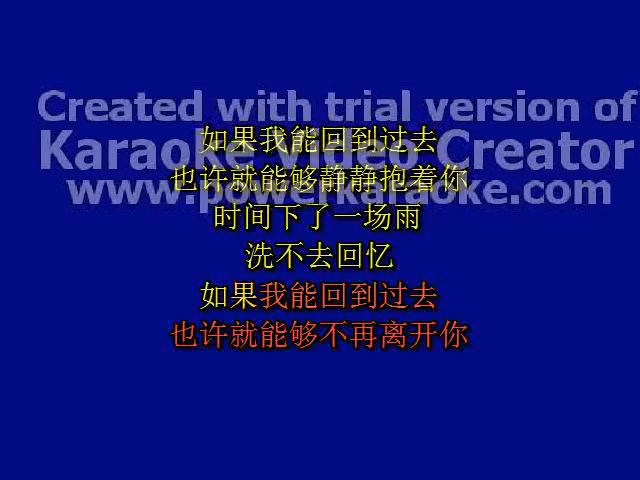 Created with trial version of
如果我能回到过去
Karaoke Video Creator
也许就能够静静抱着你
www.powerkaraoke.com
时间下了一场雨
洗不去回忆
如果我能回到过去
也许就能够不再离开你